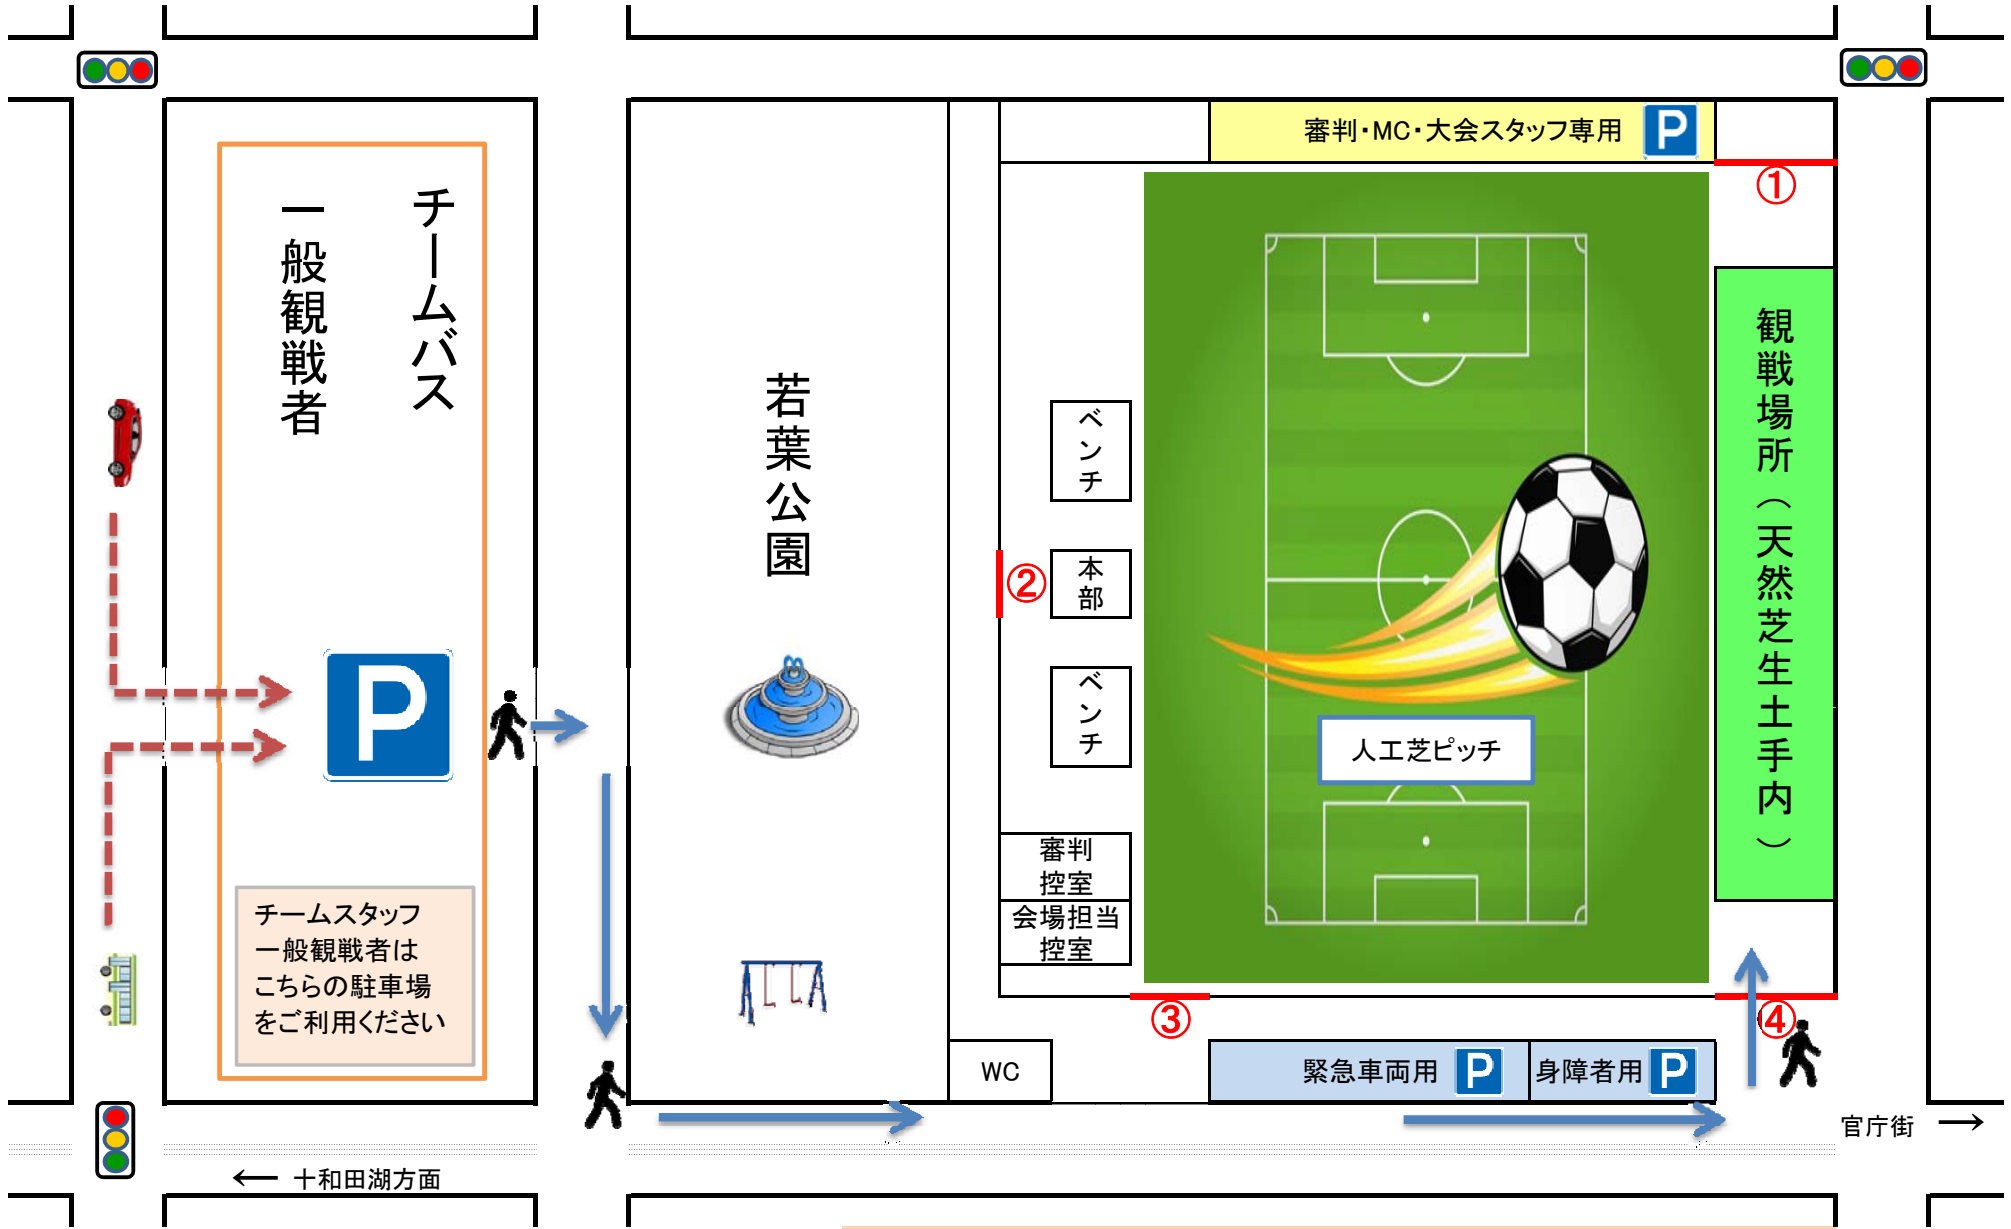 審判・MC・大会スタッフ専用 P
①
チームバス
一般観戦者
若葉公園
観戦場所（天然芝生土手内）
ベンチ
②
本部
ベンチ
人工芝ピッチ
P
審判
控室
会場担当
控室
チームスタッフ
一般観戦者は
こちらの駐車場
をご利用ください
③
④
WC
緊急車両用 P
身障者用 P
官庁街 →
← 十和田湖方面